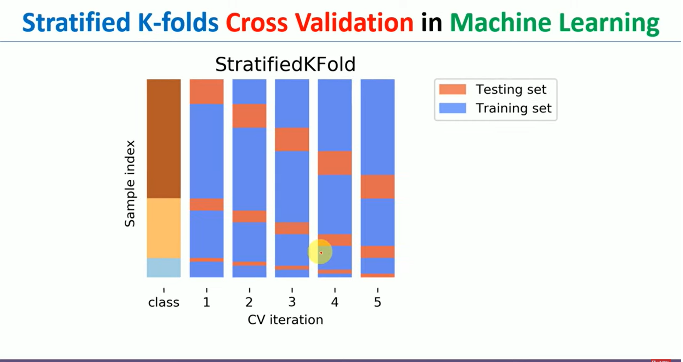 Stratified K-folds Cross Validation in Machine Learning
StratifiedKFold
Testing set
Training set
Sample index
class 1 2 3 4 5
CV iteration